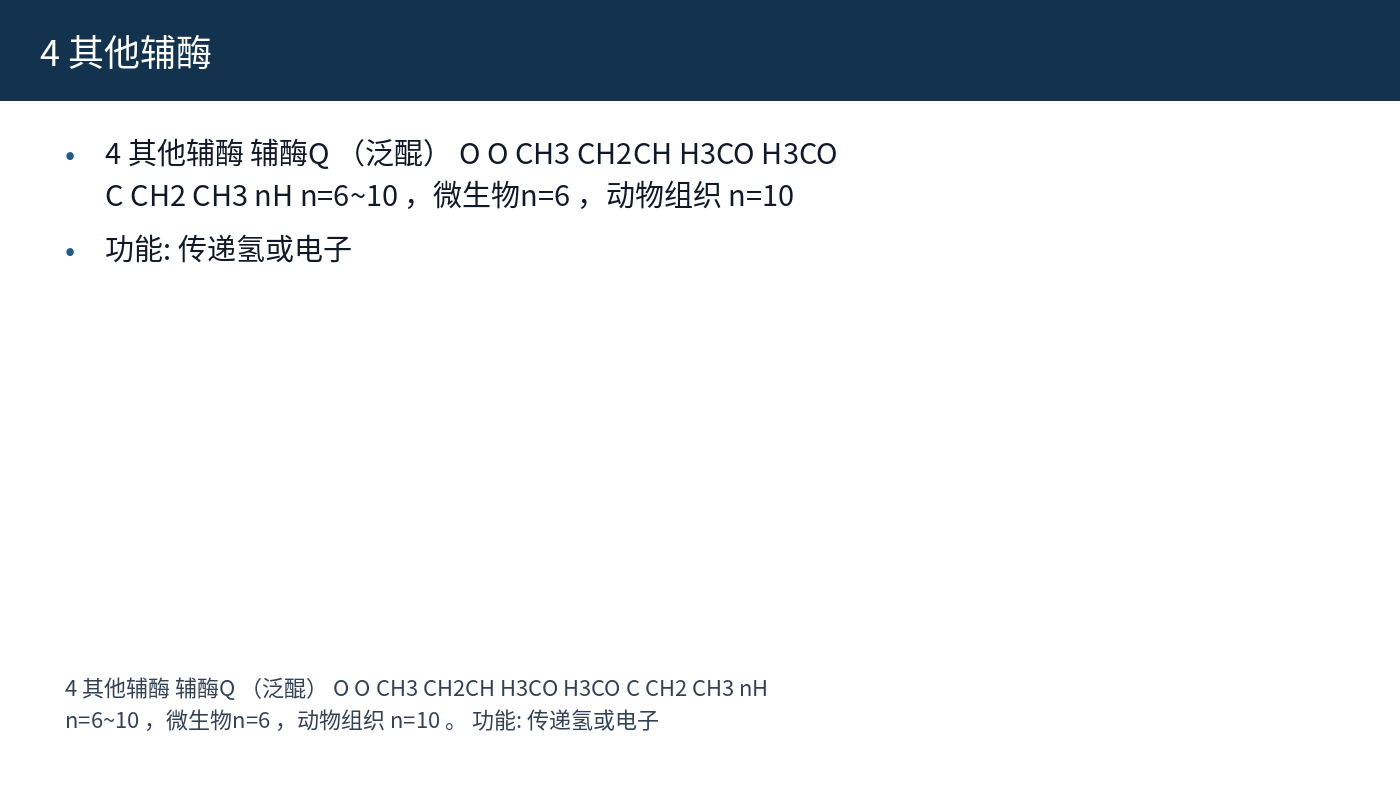 4 其他辅酶
• 4 其他辅酶 辅酶Q （泛醌） O O CH3 CH2CH H3CO H3CO
C CH2 CH3 nH n=6~10 ，微生物n=6 ，动物组织 n=10
• 功能: 传递氢或电子
4 其他辅酶 辅酶Q （泛醌） O O CH3 CH2CH H3CO H3CO C CH2 CH3 nH
n=6~10 ，微生物n=6 ，动物组织 n=10 。 功能: 传递氢或电子